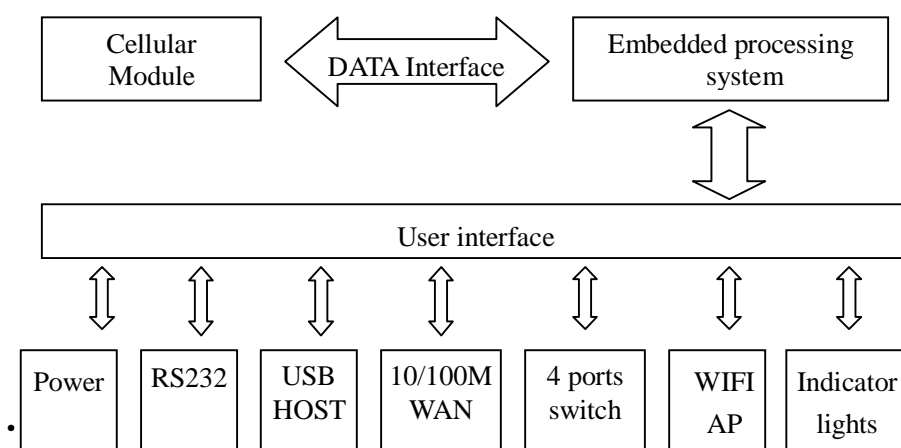 Cellular
Module
DATA Interface
Embedded processing
system
User interface
Power
RS232
USB
HOST
10/100M
WAN
4 ports
switch
WIFI
AP
Indicator
lights